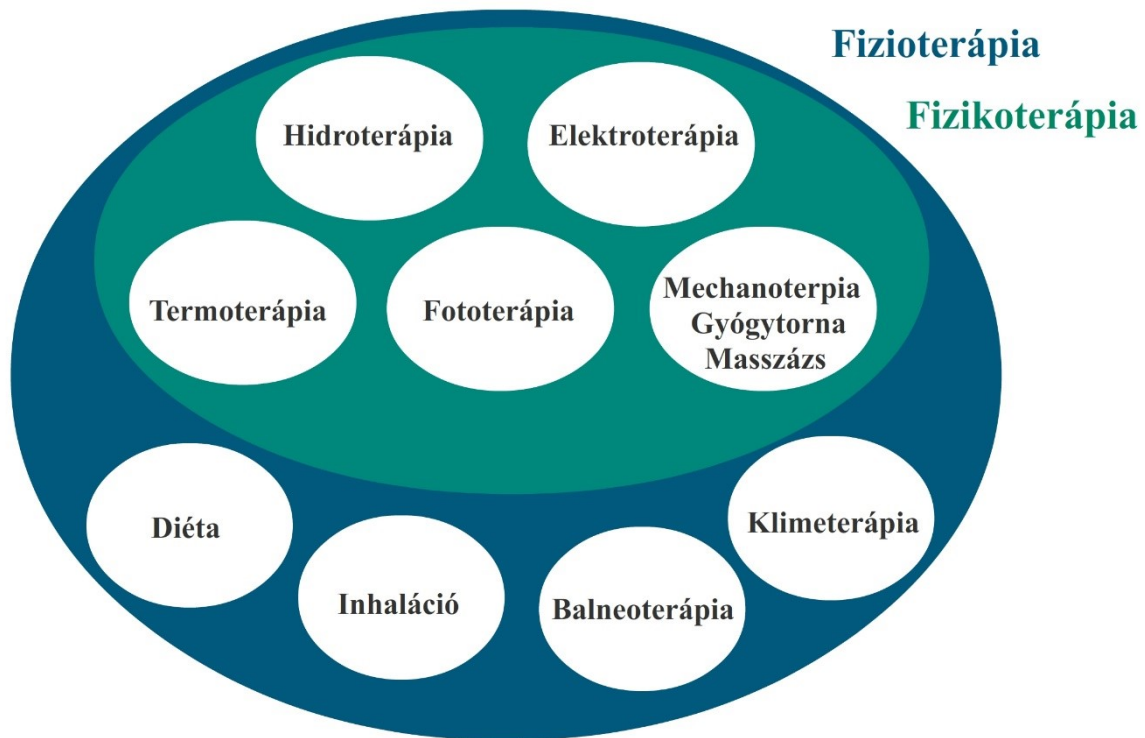 Fizioterápia
Fizikoterápia
Hidroterápia
Elektroterápia
Termoterápia
Fototerápia
Mechanoterpia
Gyógytorna
Masszázs
Diéta
Inhaláció
Balneoterápia
Klimeterápia